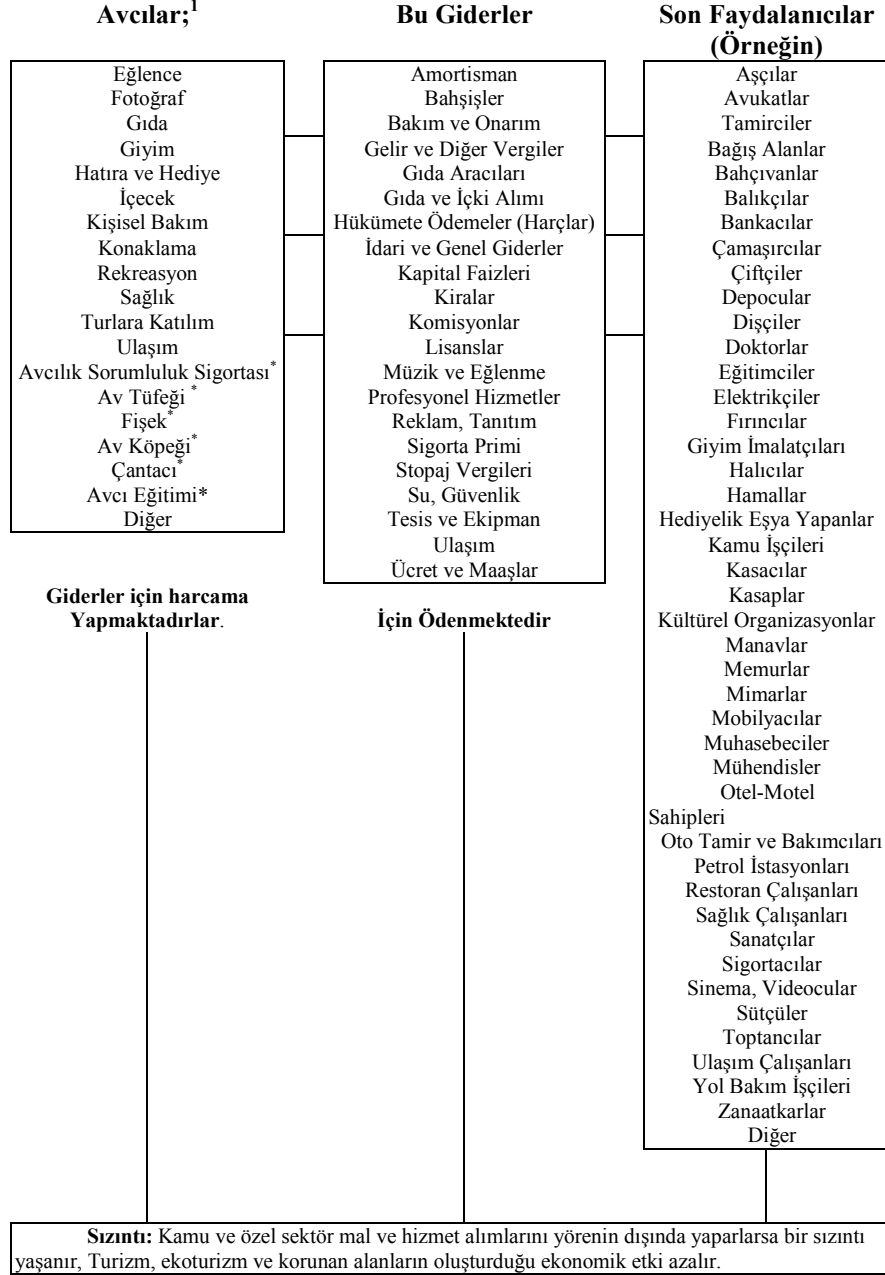 Avcılar;1
Eğlence
Fotoğraf
Gıda
Giyim
Hatıra ve Hediye
İçecek
Kişisel Bakım
Konaklama
Rekreasyon
Sağlık
Turlara Katılım
Ulaşım
Avcılık Sorumluluk Sigortası*
Av Tüfeği *
Fişek*
Av Köpeği*
Çantacı*
Avcı Eğitimi*
Diğer
Giderler için harcama
Yapmaktadırlar.
Bu Giderler
Amortisman
Bahşişler
Bakım ve Onarım
Gelir ve Diğer Vergiler
Gıda Aracıları
Gıda ve İçki Alımı
Hükümete Ödemeler (Harçlar)
İdari ve Genel Giderler
Kapital Faizleri
Kiralar
Komisyonlar
Lisanslar
Müzik ve Eğlenme
Profesyonel Hizmetler
Reklam, Tanıtım
Sigorta Primi
Stopaj Vergileri
Su, Güvenlik
Tesis ve Ekipman
Ulaşım
Ücret ve Maaşlar
İçin Ödenmektedir
Son Faydalanıcılar
(Örneğin)
Aşçılar
Avukatlar
Tamirciler
Bağış Alanlar
Bahçıvanlar
Balıkçılar
Bankacılar
Çamaşırcılar
Çiftçiler
Depocular
Dişçiler
Doktorlar
Eğitimciler
Elektrikçiler
Fırıncılar
Giyim İmalatçıları
Halıcılar
Hamallar
Hediyelik Eşya Yapanlar
Kamu İşçileri
Kasacılar
Kasaplar
Kültürel Organizasyonlar
Manavlar
Memurlar
Mimarlar
Mobilyacılar
Muhasebeciler
Mühendisler
Otel-Motel
Sahipleri
Oto Tamir ve Bakımcıları
Petrol İstasyonları
Restoran Çalışanları
Sağlık Çalışanları
Sanatçılar
Sigortacılar
Sinema, Videocular
Sütçüler
Toptancılar
Ulaşım Çalışanları
Yol Bakım İşçileri
Zanaatkarlar
Diğer
Sızıntı: Kamu ve özel sektör mal ve hizmet alımlarını yörenin dışında yaparlarsa bir sızıntı
yaşanır, Turizm, ekoturizm ve korunan alanların oluşturduğu ekonomik etki azalır.